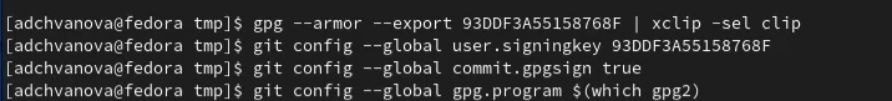 [adchvanova@fedora tmp]$ gpg --armor --export 93DDF3A55158768F | xclip -sel clip
[adchvanova@fedora tmp]$ git config --global user.signingkey 93DDF3A55158768F
[adchvanova@fedora tmp]$ git config --global commit.gpgsign true
[adchvanova@fedora tmp]$ git config --global gpg.program $(which gpg2)